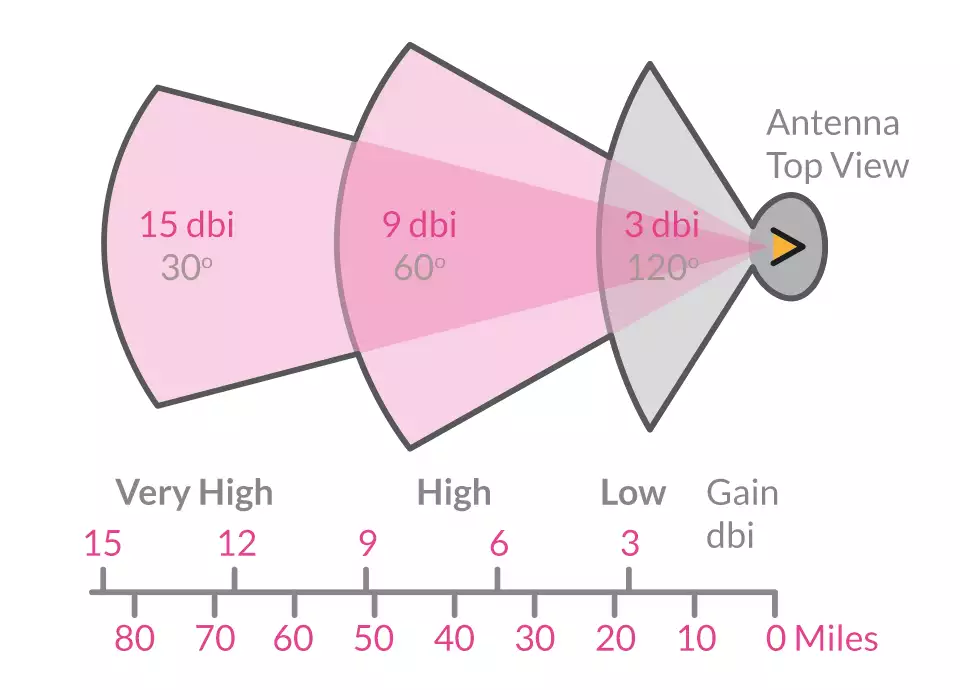 Antenna
Top View
15 dbi
9 dbi
3 dbi
30º
60º
120º
Very High
High
Low
Gain
dbi
15
12
9
6
3
80
70
60
50
40
30
20
10
0 Miles